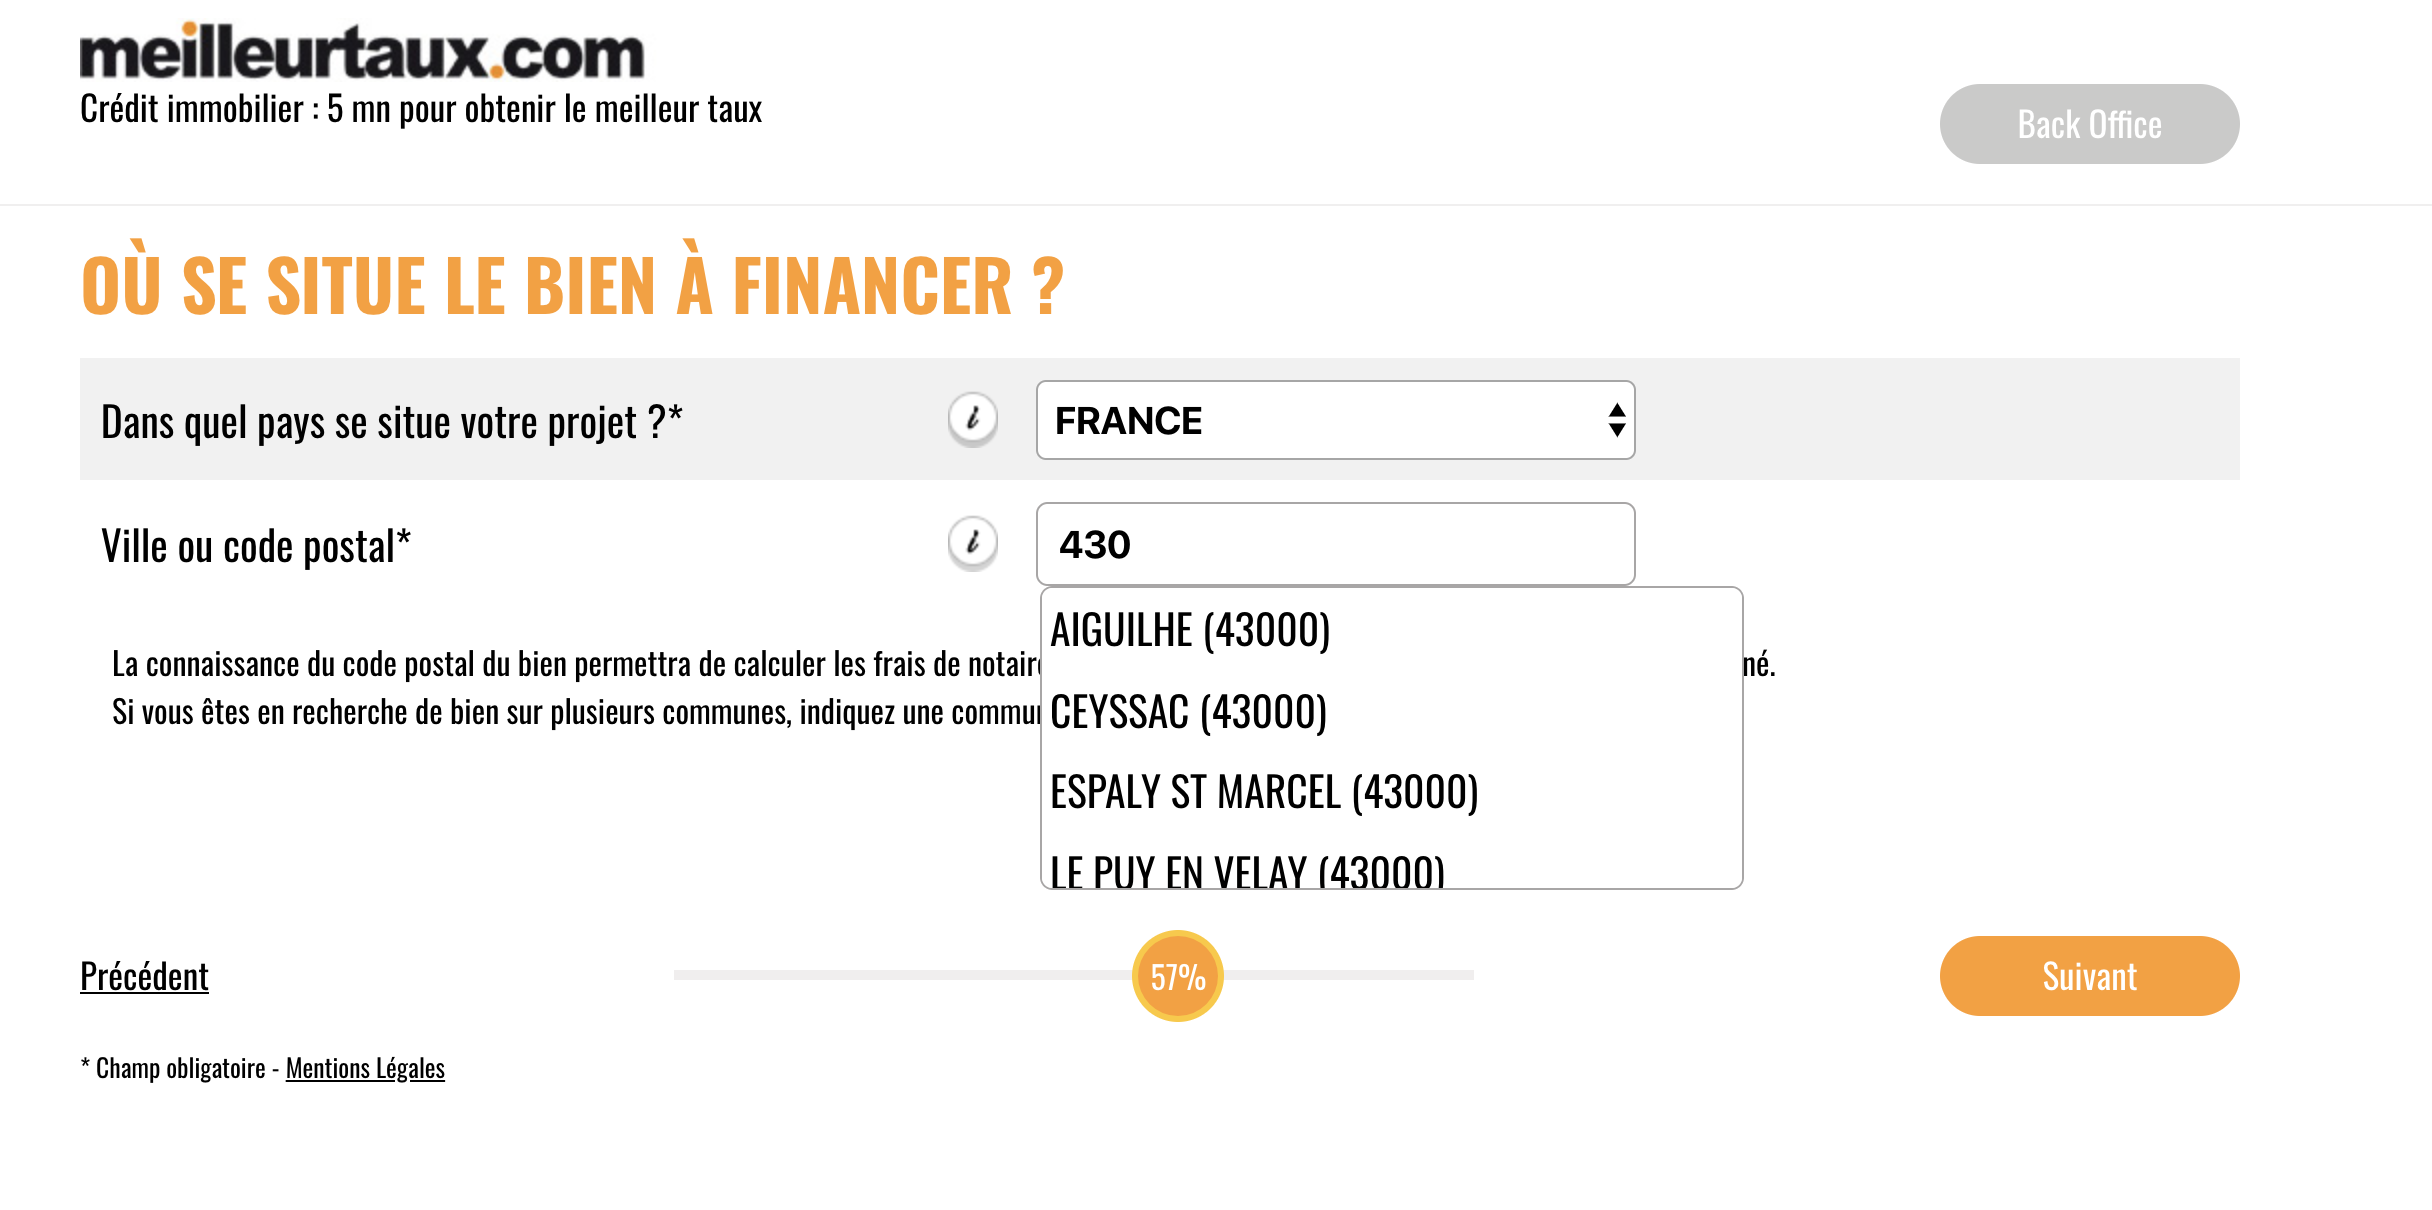 meilleurtaux.com
Crédit immobilier : 5 mn pour obtenir le meilleur taux
Back Office
OÙ SE SITUE LE BIEN À FINANCER ?
Dans quel pays se situe votre projet ?*
i
FRANCE
Ville ou code postal*
i
430
AIGUILHE (43000)
La connaissance du code postal du bien permettra de calculer les frais de notair
né.
CEYSSAC (43000)
Si vous êtes en recherche de bien sur plusieurs communes, indiquez une commu
ESPALY ST MARCEL (43000)
LE PUY EN VELAY (43000)
Précédent
57%
Suivant
* Champ obligatoire - Mentions Légales